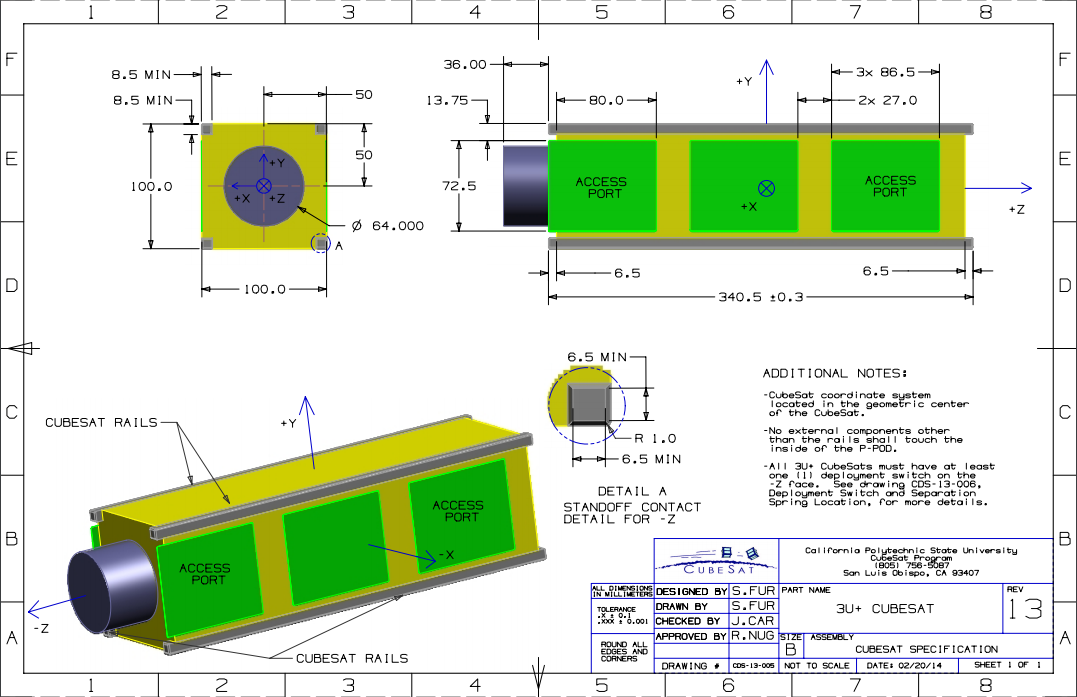 1 2 3 4 5 6 7 8
F F
E E
D D
C C
B B
A A
8.5 MIN
8.5 MIN
50
50
100.0
100.0
+Y
+X
+Z
Ø 64.000
A
36.00
13.75
80.0
72.5
+Y
3x 86.5
2x 27.0
ACCESS
PORT
+X
ACCESS
PORT
+Z
6.5
6.5
340.5 ±0.3
CUBESAT RAILS
+Y
ACCESS
PORT
ACCESS
PORT
-X
-Z
CUBESAT RAILS
6.5 MIN
R 1.0
6.5 MIN
DETAIL A
STANDOFF CONTACT
DETAIL FOR -Z
ADDITIONAL NOTES:
-CubeSat coordinate system
located in the geometric center
of the CubeSat.
-No external components other
than the rails shall touch the
inside of the P-POD.
-All 3U+ CubeSats must have at least
one (1) deployment switch on the
-Z face. See drawing CDS-13-006,
Deployment Switch and Separation
Spring Location, for more details.
CUBESAT
California Polytechnic State University
CubeSat Program
(805) 756-5087
San Luis Obispo, CA 93407
ALL DIMENSIONS
IN MILLIMETERS
TOLERANCE
.X ± 0.1
.XXX ± 0.001
ROUND ALL
EDGES AND
CORNERS
DESIGNED BY S.FUR
DRAWN BY S.FUR
CHECKED BY J.CAR
APPROVED BY R.NUG
DRAWING # CDS-13-005
PART NAME
3U+ CUBESAT
REV
13
SIZE
B
ASSEMBLY
CUBESAT SPECIFICATION
NOT TO SCALE
DATE: 02/20/14
SHEET 1 OF 1
1 2 3 4 5 6 7 8